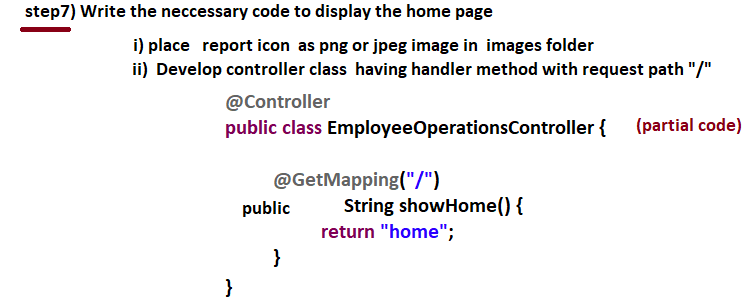 step7) Write the neccessary code to display the home page
i) place report icon as png or jpeg image in images folder
ii) Develop controller class having handler method with request path "/"
@Controller
public class EmployeeOperationsController { (partial code)
@GetMapping("/")
public String showHome() {
return "home";
}
}